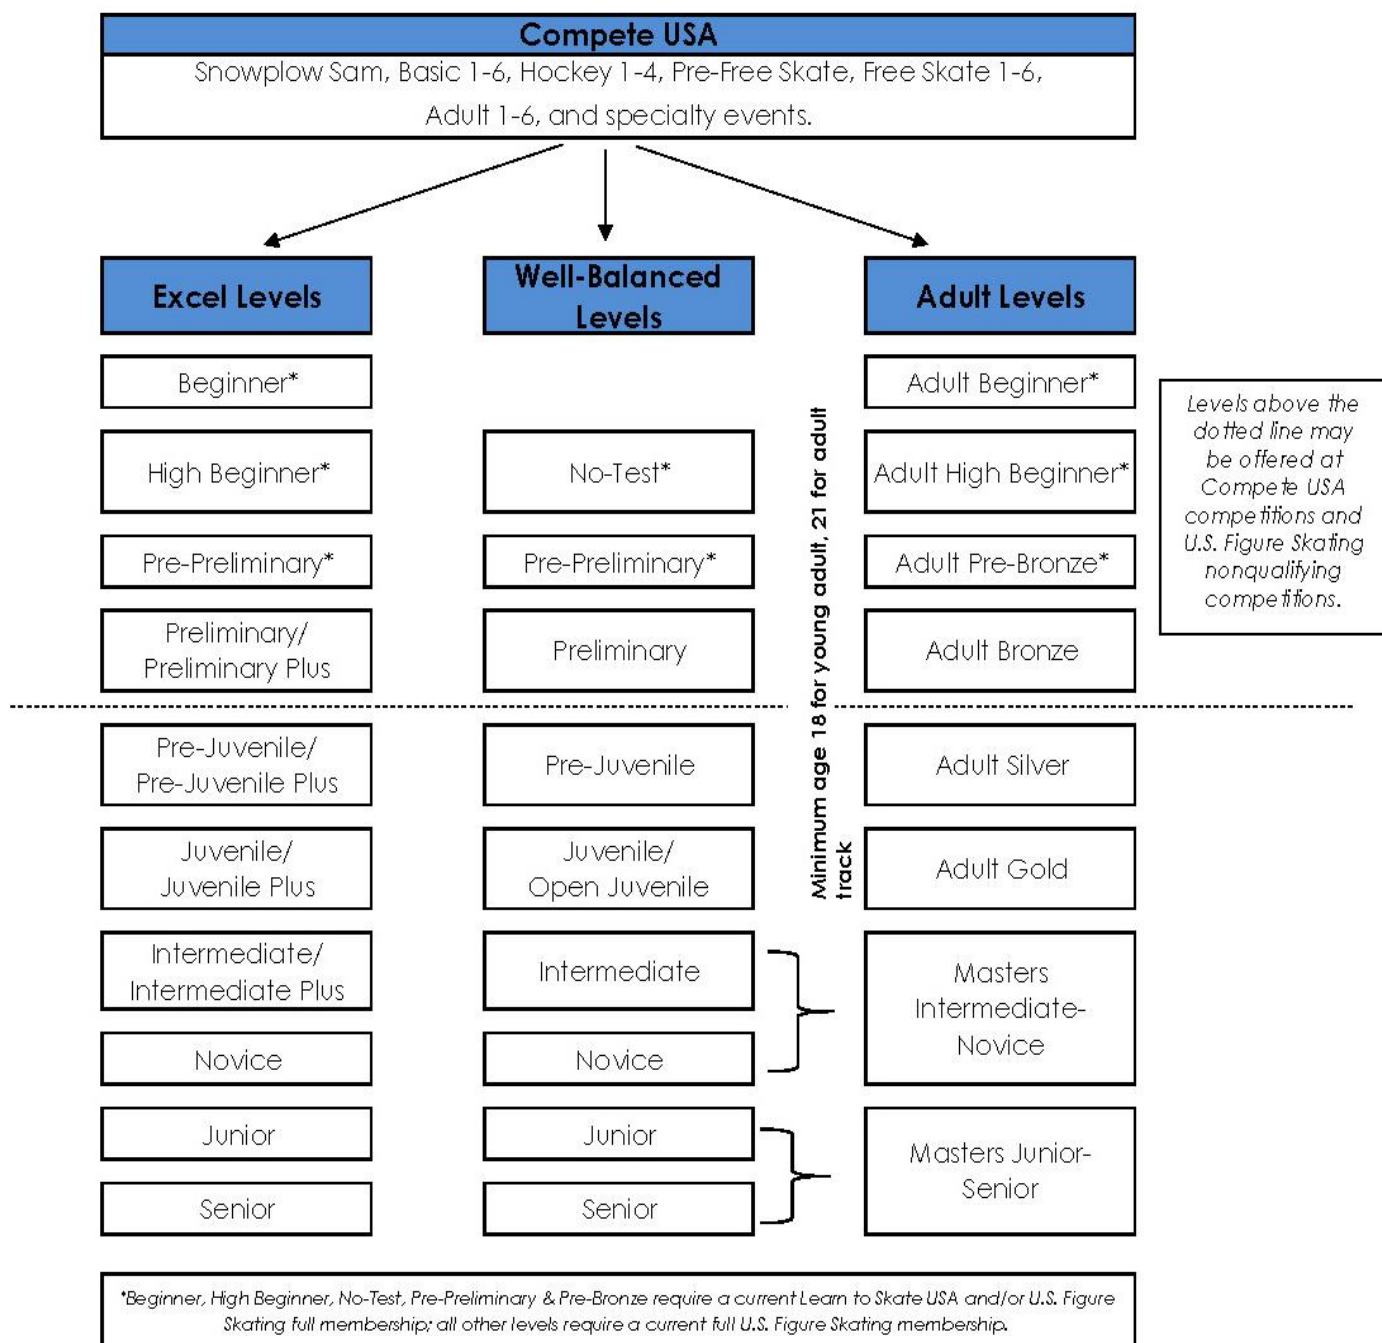 Compete USA
Snowplow Sam, Basic 1-6, Hockey 1-4, Pre-Free Skate, Free Skate 1-6,
Adult 1-6, and specialty events.
Excel Levels
Beginner*
High Beginner*
Pre-Preliminary*
Preliminary/
Preliminary Plus
Pre-Juvenile/
Pre-Juvenile Plus
Juvenile/
Juvenile Plus
Intermediate/
Intermediate Plus
Novice
Junior
Senior
Well-Balanced
Levels
No-Test*
Pre-Preliminary*
Preliminary
Pre-Juvenile
Juvenile/
Open Juvenile
Intermediate
Novice
Junior
Senior
Minimum age 18 for young adult, 21 for adult
track
Adult Levels
Adult Beginner*
Adult High Beginner*
Adult Pre-Bronze*
Adult Bronze
Adult Silver
Adult Gold
Masters
Intermediate-
Novice
Masters Junior-
Senior
Levels above the
dotted line may
be offered at
Compete USA
competitions and
U.S. Figure Skating
nonqualifying
competitions.
*Beginner, High Beginner, No-Test, Pre-Preliminary & Pre-Bronze require a current Learn to Skate USA and/or U.S. Figure
Skating full membership; all other levels require a current full U.S. Figure Skating membership.